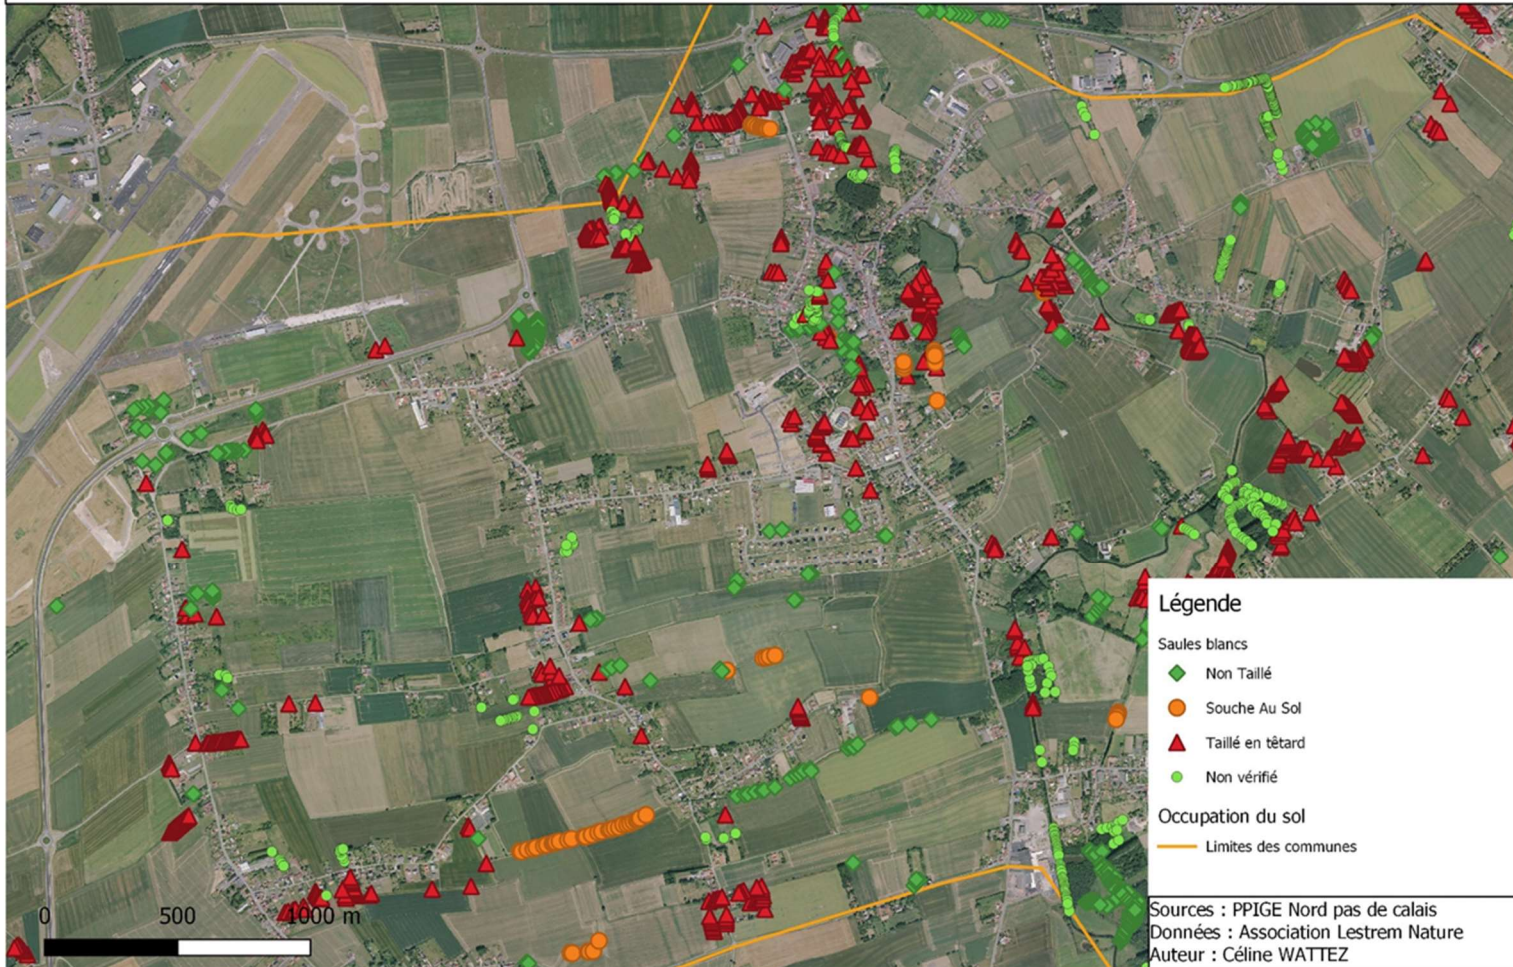 Légende
Saules blancs
Non Taillé
Souche Au Sol
Taillé en têtard
Non vérifié
Occupation du sol
Limites des communes
0 500 1000 m
Sources : PPIGE Nord pas de calais
Données : Association Lestrem Nature
Auteur : Céline WATTEZ